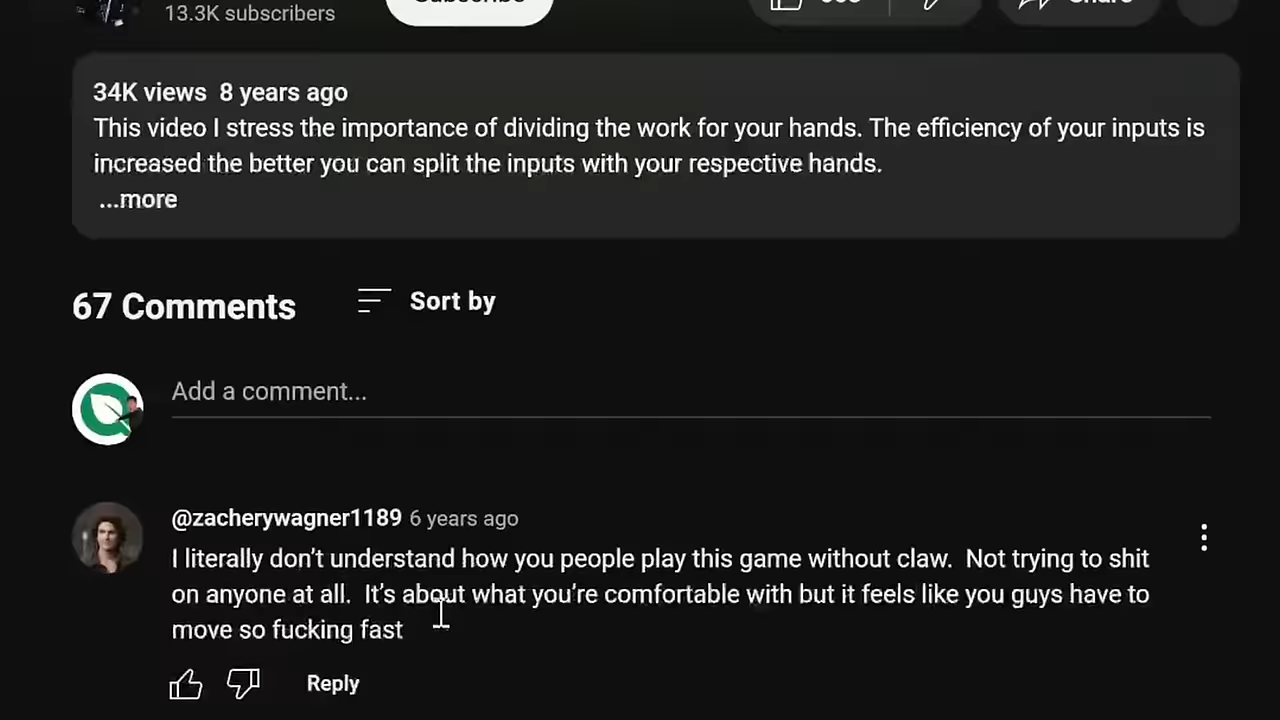 13.3K subscribers
Subscribe
Share
34K views 8 years ago
This video I stress the importance of dividing the work for your hands. The efficiency of your inputs is
increased the better you can split the inputs with your respective hands.
...more
67 Comments
Sort by
Add a comment...
@zacherywagner1189 6 years ago
I literally don't understand how you people play this game without claw. Not trying to shit
on anyone at all. It's about what you're comfortable with but it feels like you guys have to
move so fucking fast
Reply